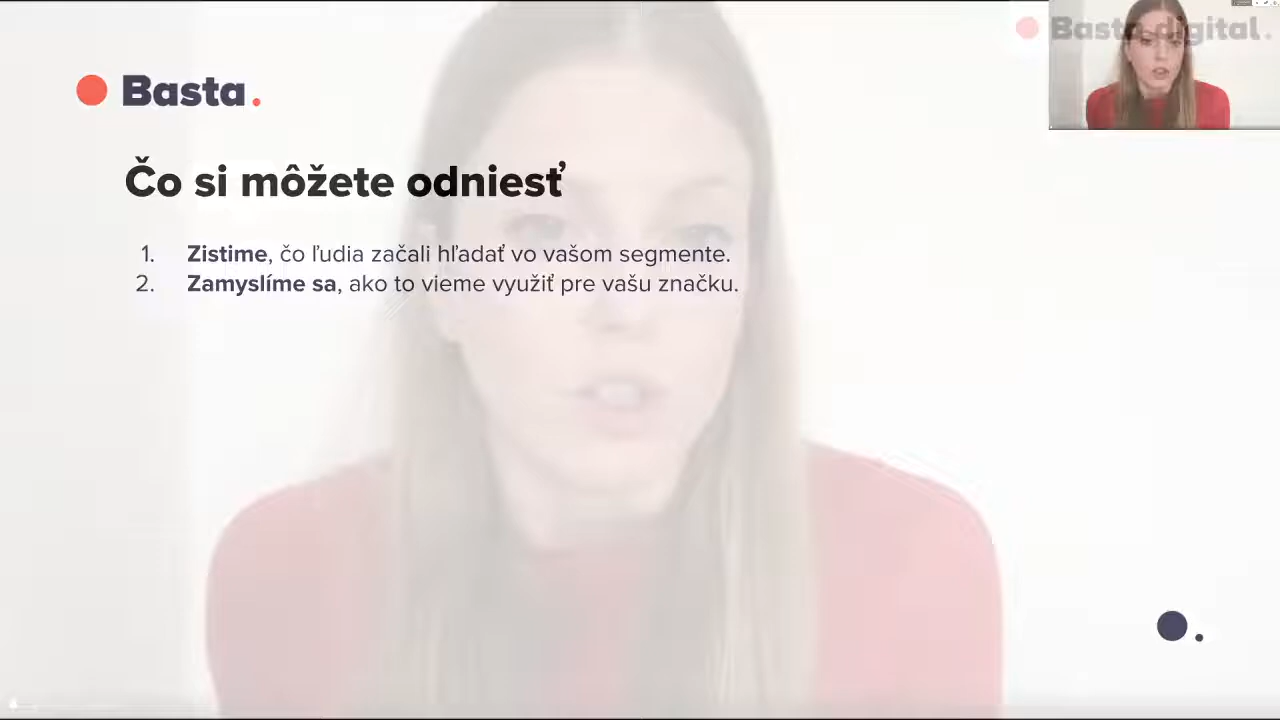 Basta.digital.
Basta.
Čo si môžete odniesť
1. Zistime, čo ľudia začali hľadať vo vašom segmente.
2. Zamyslíme sa, ako to vieme využiť pre vašu značku.